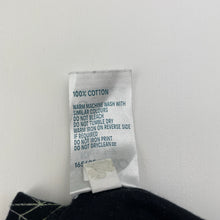 100% COTTON
WARM MACHINE WASH WITH
SIMILAR COLOURS
DO NOT BLEACH
DO NOT TUMBLE DRY
WARM IRON ON REVERSE SIDE
IF REQUIRED
DO NOT IRON PRINT
DO NOT DRYCLEAN